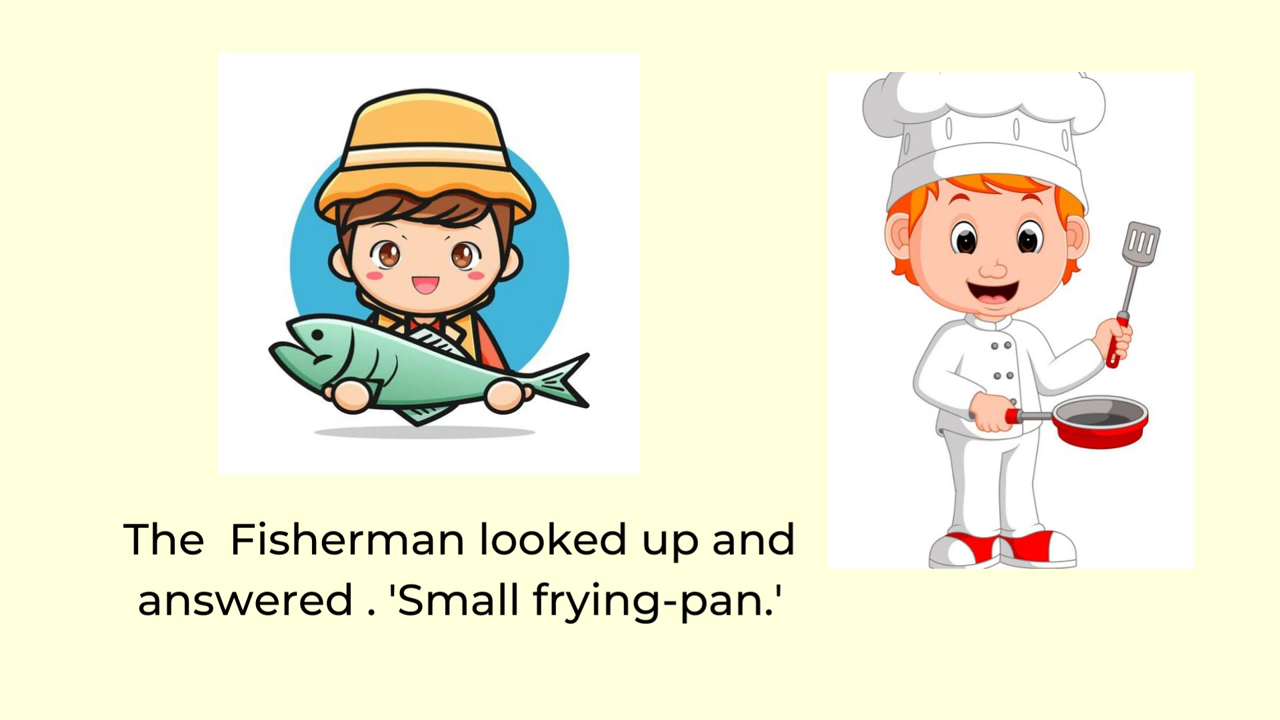 The  Fisherman looked up and
answered . 'Small frying-pan.'